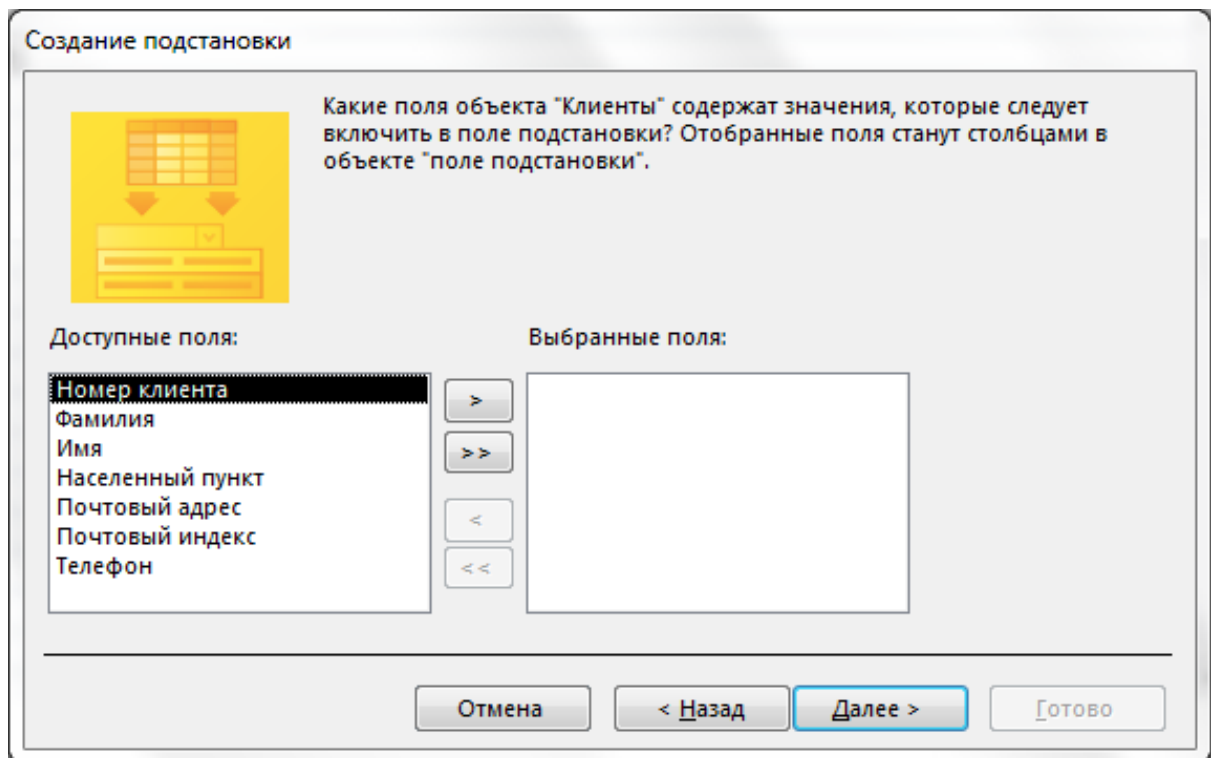 Создание подстановки
Какие поля объекта "Клиенты" содержат значения, которые следует
включить в поле подстановки? Отобранные поля станут столбцами в
объекте "поле подстановки".
Доступные поля:
Выбранные поля:
Номер клиента
Фамилия
Имя
Населенный пункт
Почтовый адрес
Почтовый индекс
Телефон
>
>>
<
<<
Отмена
< Назад
Далее >
Готово